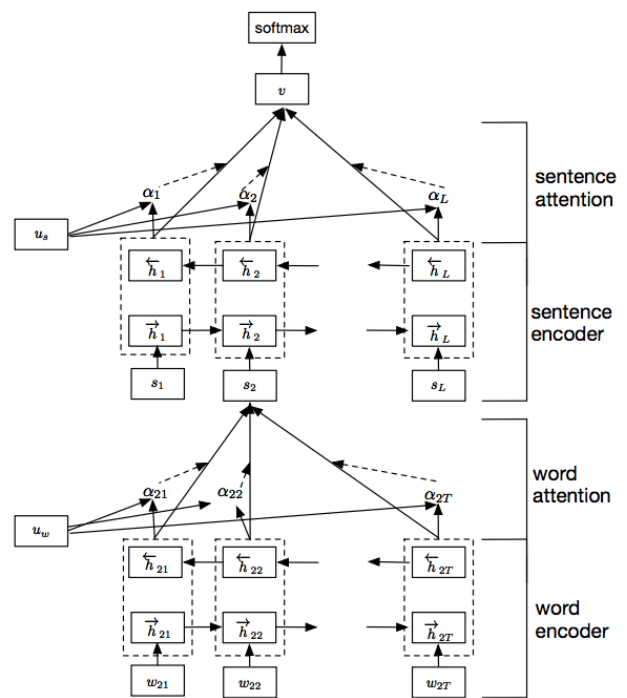 softmax
v
α1 α2 αL
sentence attention
us
←h1 ←h2 ←hL
→h1 →h2 →hL
sentence encoder
s1 s2 sL
α21 α22 α2T
word attention
uw
←h21 ←h22 ←h2T
→h21 →h22 →h2T
word encoder
w21 w22 w2T